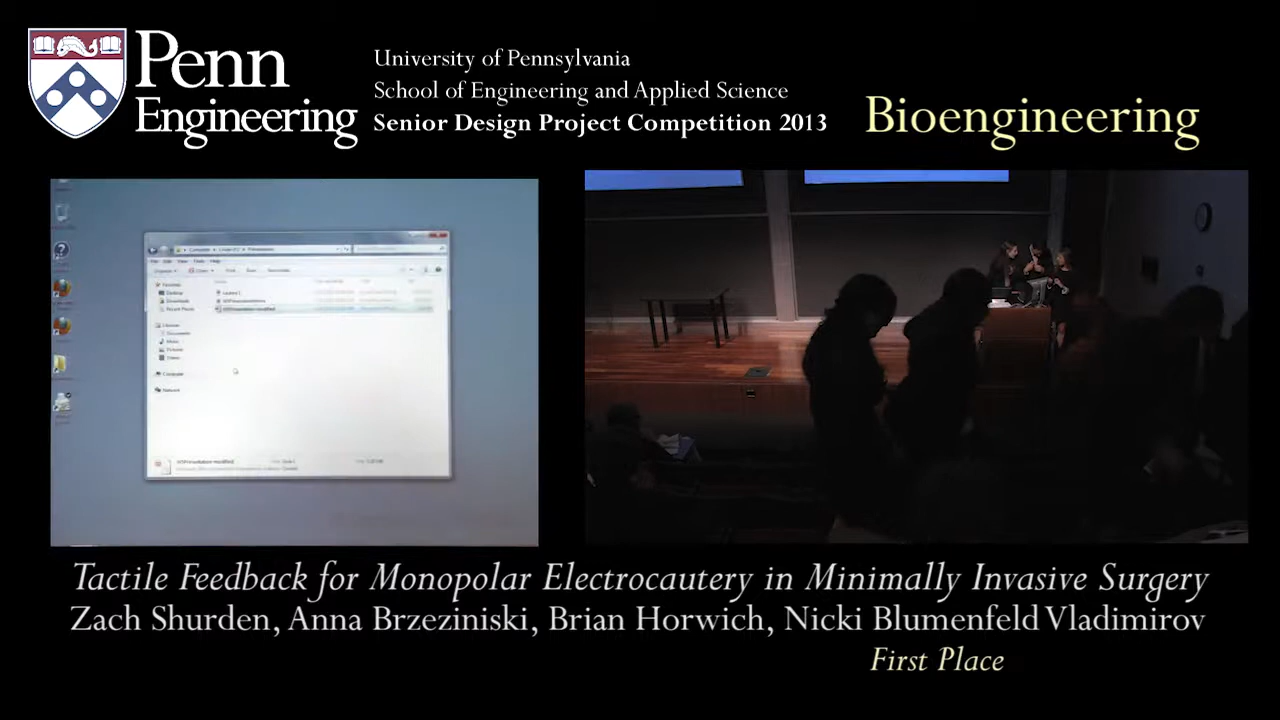 Penn
Engineering
University of Pennsylvania
School of Engineering and Applied Science
Senior Design Project Competition 2013
Bioengineering
Tactile Feedback for Monopolar Electrocautery in Minimally Invasive Surgery
Zach Shurden, Anna Brzeziniski, Brian Horwich, Nicki Blumenfeld Vladimirov
First Place